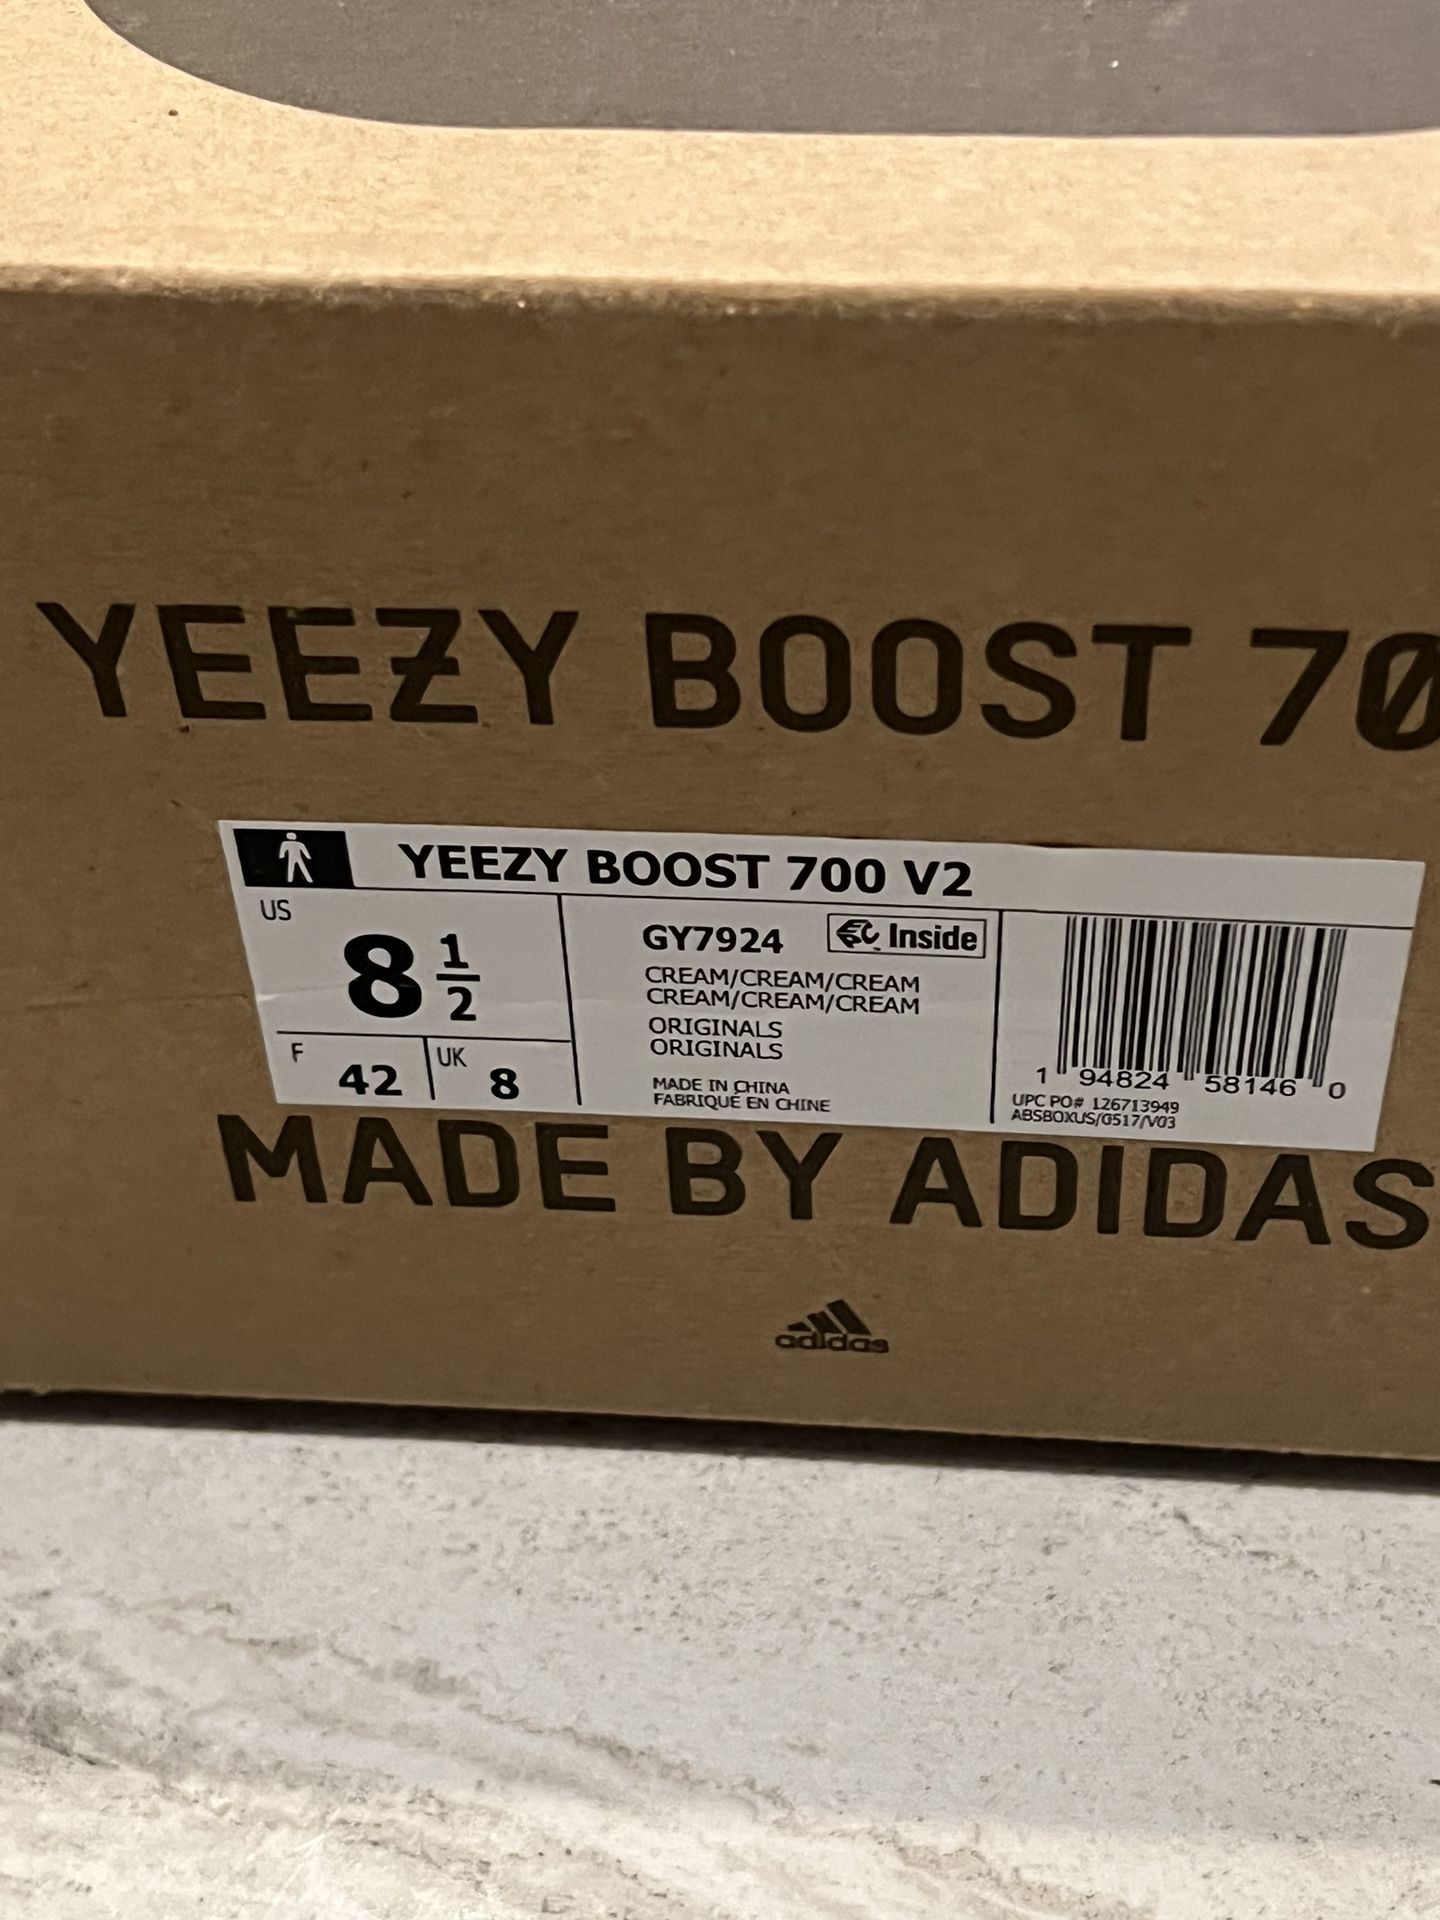 YEEZY BOOST 70
YEEZY BOOST 700 V2
US
8 1/2
F 42
UK 8
GY7924
Inside
CREAM/CREAM/CREAM
CREAM/CREAM/CREAM
ORIGINALS
ORIGINALS
MADE IN CHINA
FABRIQUÉ EN CHINE
1 94824 58146 0
UPC PO# 126713949
ABSBOXUS/0517/V03
MADE BY ADIDAS
adidas